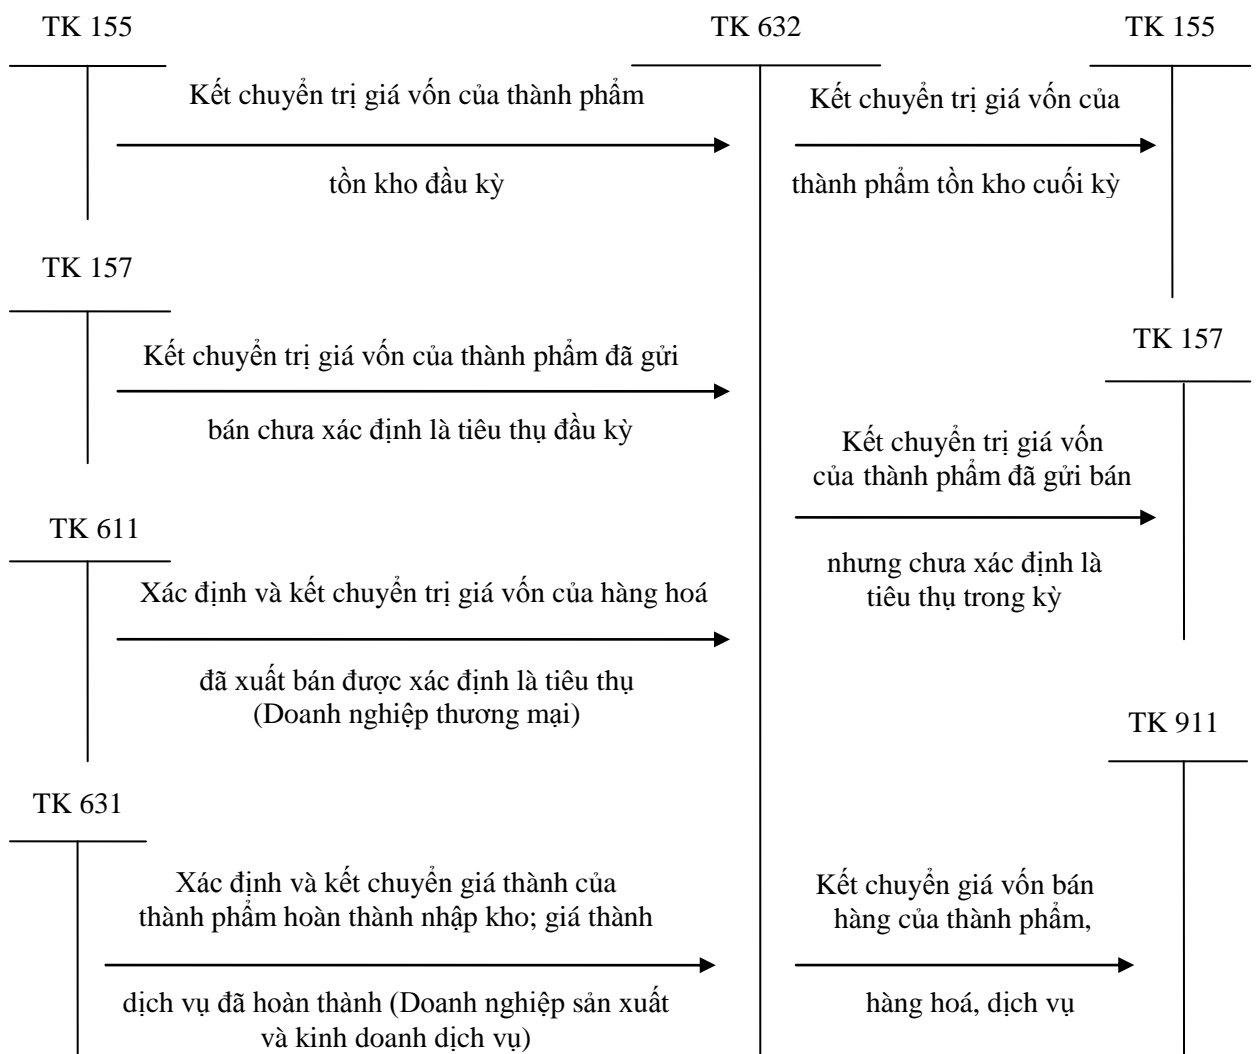 TK 155
TK 632
TK 155
Kết chuyển trị giá vốn của thành phẩm
tồn kho đầu kỳ
Kết chuyển trị giá vốn của
thành phẩm tồn kho cuối kỳ
TK 157
Kết chuyển trị giá vốn của thành phẩm đã gửi
bán chưa xác định là tiêu thụ đầu kỳ
TK 157
Kết chuyển trị giá vốn
của thành phẩm đã gửi bán
nhưng chưa xác định là
tiêu thụ trong kỳ
TK 611
Xác định và kết chuyển trị giá vốn của hàng hoá
đã xuất bán được xác định là tiêu thụ
(Doanh nghiệp thương mại)
TK 911
TK 631
Xác định và kết chuyển giá thành của
thành phẩm hoàn thành nhập kho; giá thành
dịch vụ đã hoàn thành (Doanh nghiệp sản xuất
và kinh doanh dịch vụ)
Kết chuyển giá vốn bán
hàng của thành phẩm,
hàng hoá, dịch vụ